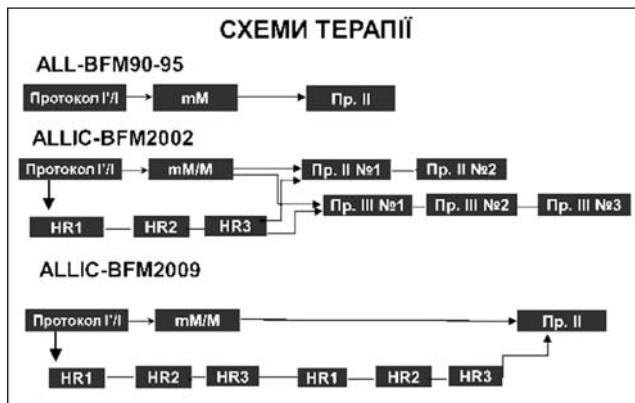 СХЕМИ ТЕРАПІЇ
ALL-BFM90-95
Протокол I'/I mM Пр. II
ALLIC-BFM2002
Протокол I'/I mM/M Пр. II №1 Пр. II №2
Пр. III №1 Пр. III №2 Пр. III №3
HR1 HR2 HR3
ALLIC-BFM2009
Протокол I'/I mM/M Пр. II
HR1 HR2 HR3 HR1 HR2 HR3